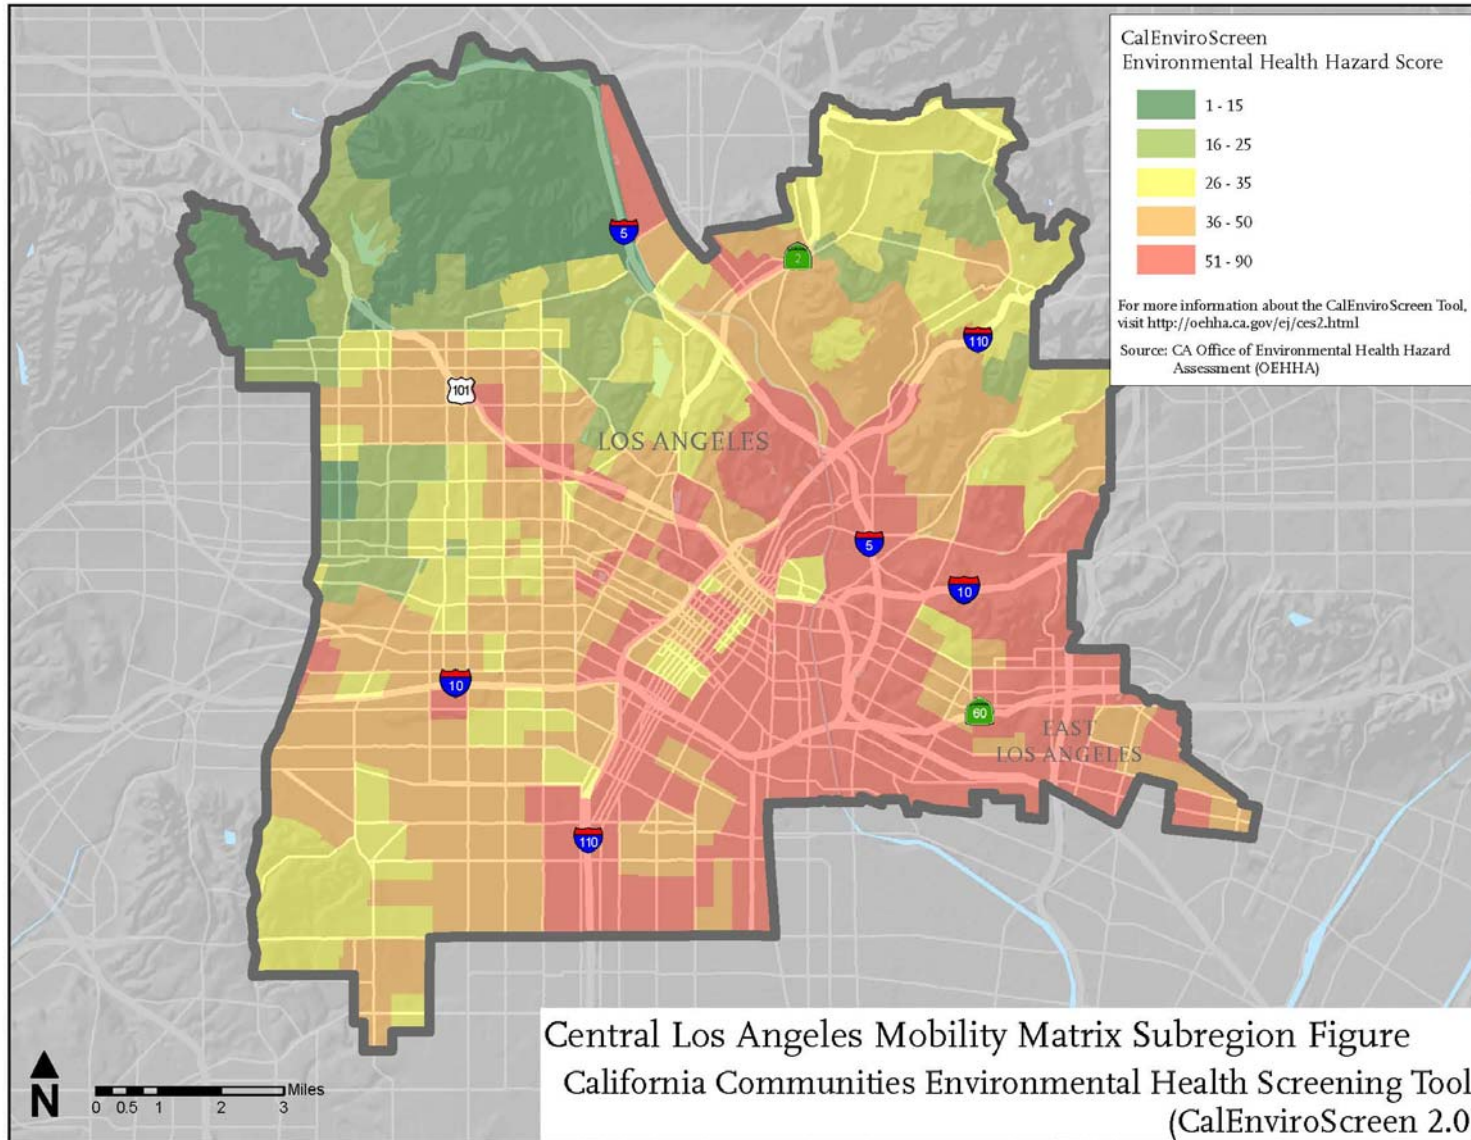 CalEnviroScreen
Environmental Health Hazard Score
1 - 15
16 - 25
26 - 35
36 - 50
51 - 90
For more information about the CalEnviroScreen Tool,
visit http://oehha.ca.gov/ej/ces2.html
Source: CA Office of Environmental Health Hazard
Assessment (OEHHA)
5
2
110
101
LOS ANGELES
5
10
10
60
EAST
LOS ANGELES
110
N
Miles
0 0.5 1 2 3
Central Los Angeles Mobility Matrix Subregion Figure
California Communities Environmental Health Screening Tool
(CalEnviroScreen 2.0